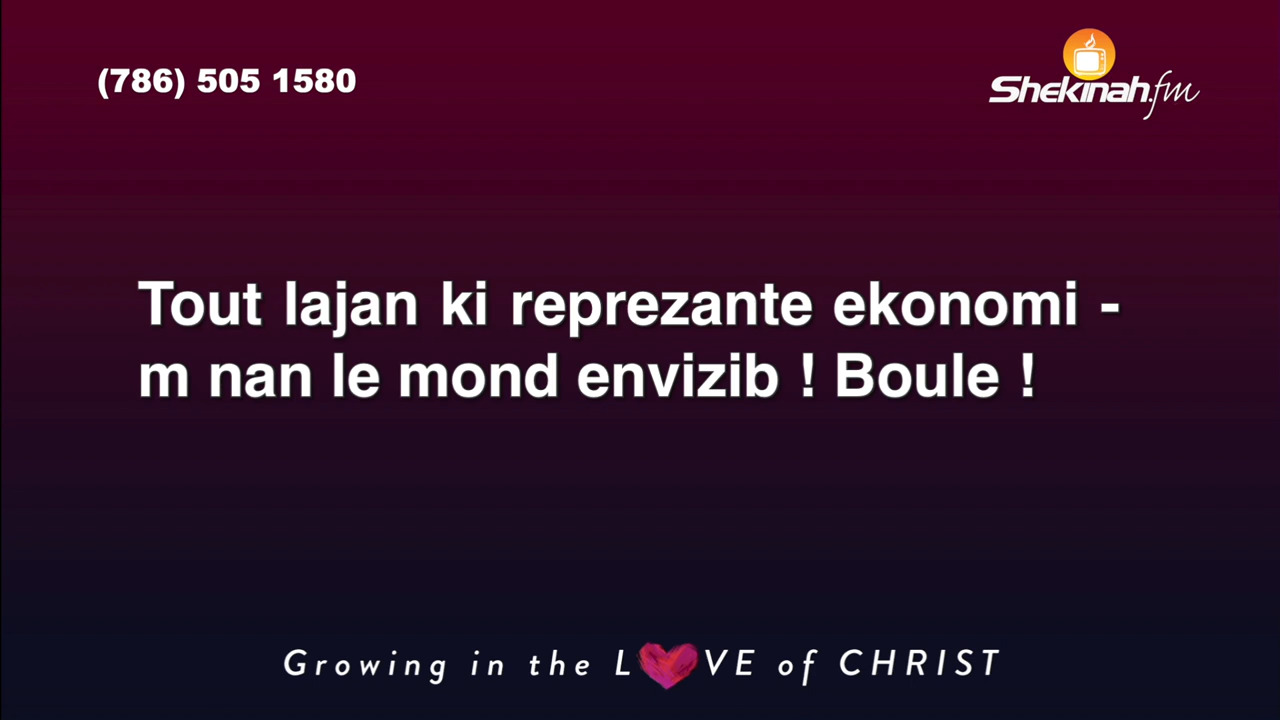 (786) 505 1580
Shekinah.fm
Tout lajan ki reprezante ekonomi -
m nan le mond envizib ! Boule !
Growing in the LOVE of CHRIST